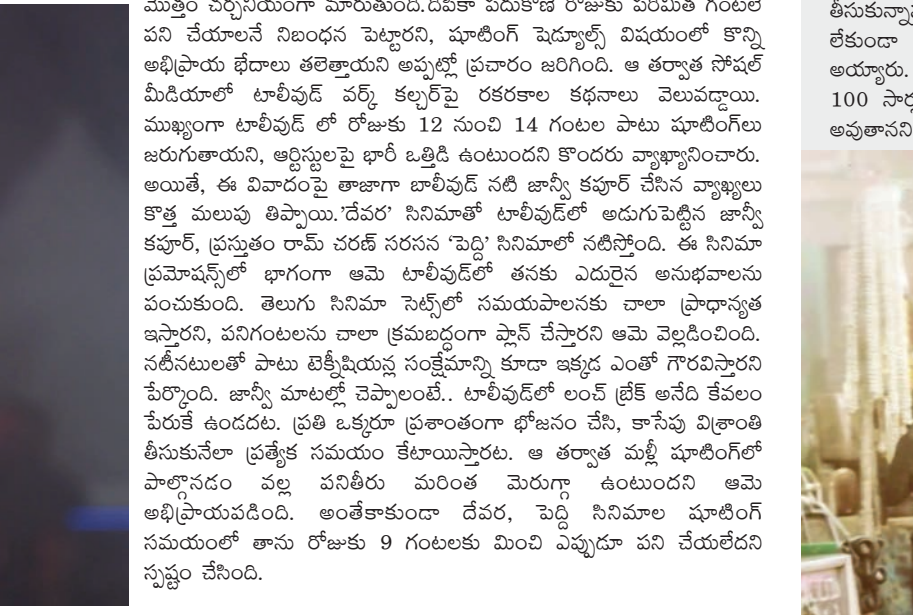 మొత్తం చర్చనీయంగా మారుతుంది.దీపికా పదుకొణె రోజుకు పరిమిత గంటలే
పని చేయాలనే నిబంధన పెట్టారని, షూటింగ్ షెడ్యూల్స్ విషయంలో కొన్ని
అభిప్రాయ భేదాలు తలెత్తాయని అప్పట్లో ప్రచారం జరిగింది. ఆ తర్వాత సోషల్
మీడియాలో టాలీవుడ్ వర్క్ కల్చర్‌పై రకరకాల కథనాలు వెలువడ్డాయి.
ముఖ్యంగా టాలీవుడ్ లో రోజుకు 12 నుంచి 14 గంటల పాటు షూటింగ్‌లు
జరుగుతాయని, ఆర్టిస్టులపై భారీ ఒత్తిడి ఉంటుందని కొందరు వ్యాఖ్యానించారు.
అయితే, ఈ వివాదంపై తాజాగా బాలీవుడ్ నటి జాన్వీ కపూర్ చేసిన వ్యాఖ్యలు
కొత్త మలుపు తిప్పాయి.'దేవర' సినిమాతో టాలీవుడ్‌లో అడుగుపెట్టిన జాన్వీ
కపూర్, ప్రస్తుతం రామ్ చరణ్ సరసన 'పెద్ది' సినిమాలో నటిస్తోంది. ఈ సినిమా
ప్రమోషన్స్‌లో భాగంగా ఆమె టాలీవుడ్‌లో తనకు ఎదురైన అనుభవాలను
పంచుకుంది. తెలుగు సినిమా సెట్స్‌లో సమయపాలనకు చాలా ప్రాధాన్యత
ఇస్తారని, పనిగంటలను చాలా క్రమబద్ధంగా ప్లాన్ చేస్తారని ఆమె వెల్లడించింది.
నటీనటులతో పాటు టెక్నీషియన్ల సంక్షేమాన్ని కూడా ఇక్కడ ఎంతో గౌరవిస్తారని
పేర్కొంది. జాన్వీ మాటల్లో చెప్పాలంటే.. టాలీవుడ్‌లో లంచ్ బ్రేక్ అనేది కేవలం
పేరుకే ఉండదట. ప్రతి ఒక్కరూ ప్రశాంతంగా భోజనం చేసి, కాసేపు విశ్రాంతి
తీసుకునేలా ప్రత్యేక సమయం కేటాయిస్తారట. ఆ తర్వాత మళ్లీ షూటింగ్‌లో
పాల్గొనడం వల్ల పనితీరు మరింత మెరుగ్గా ఉంటుందని ఆమె
అభిప్రాయపడింది. అంతేకాకుండా దేవర, పెద్ది సినిమాల షూటింగ్
సమయంలో తాను రోజుకు 9 గంటలకు మించి ఎప్పుడూ పని చేయలేదని
స్పష్టం చేసింది.
లేకుండా
అయ్యారు.
100